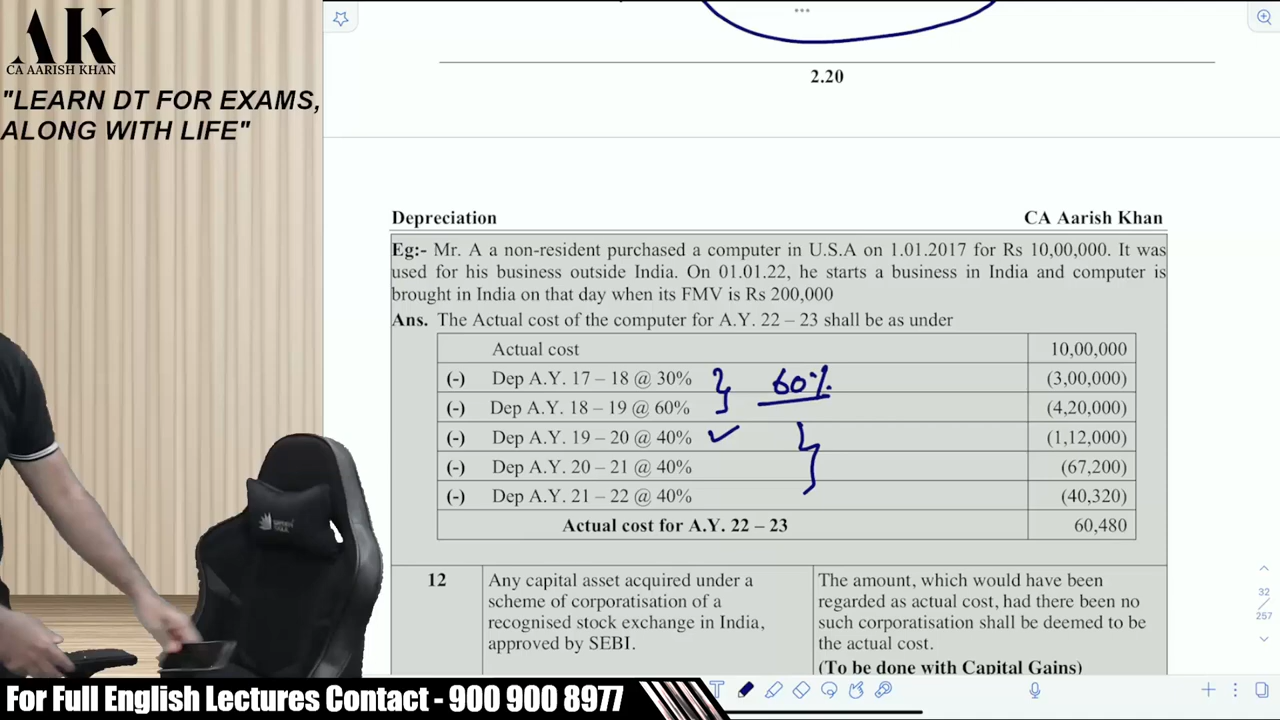 AK
CA AARISH KHAN
"LEARN DT FOR EXAMS,
ALONG WITH LIFE"
2.20
Depreciation CA Aarish Khan
Eg:- Mr. A a non-resident purchased a computer in U.S.A on 1.01.2017 for Rs 10,00,000. It was
used for his business outside India. On 01.01.22, he starts a business in India and computer is
brought in India on that day when its FMV is Rs 200,000
Ans. The Actual cost of the computer for A.Y. 22 – 23 shall be as under
Actual cost 10,00,000
(-) Dep A.Y. 17 – 18 @ 30% (3,00,000)
60%
(-) Dep A.Y. 18 – 19 @ 60% (4,20,000)
(-) Dep A.Y. 19 – 20 @ 40% (1,12,000)
(-) Dep A.Y. 20 – 21 @ 40% (67,200)
(-) Dep A.Y. 21 – 22 @ 40% (40,320)
Actual cost for A.Y. 22 – 23 60,480
12 Any capital asset acquired under a The amount, which would have been
scheme of corporatisation of a regarded as actual cost, had there been no
recognised stock exchange in India, such corporatisation shall be deemed to be
approved by SEBI. the actual cost.
(To be done with Capital Gains)
32
257
For Full English Lectures Contact - 900 900 8977